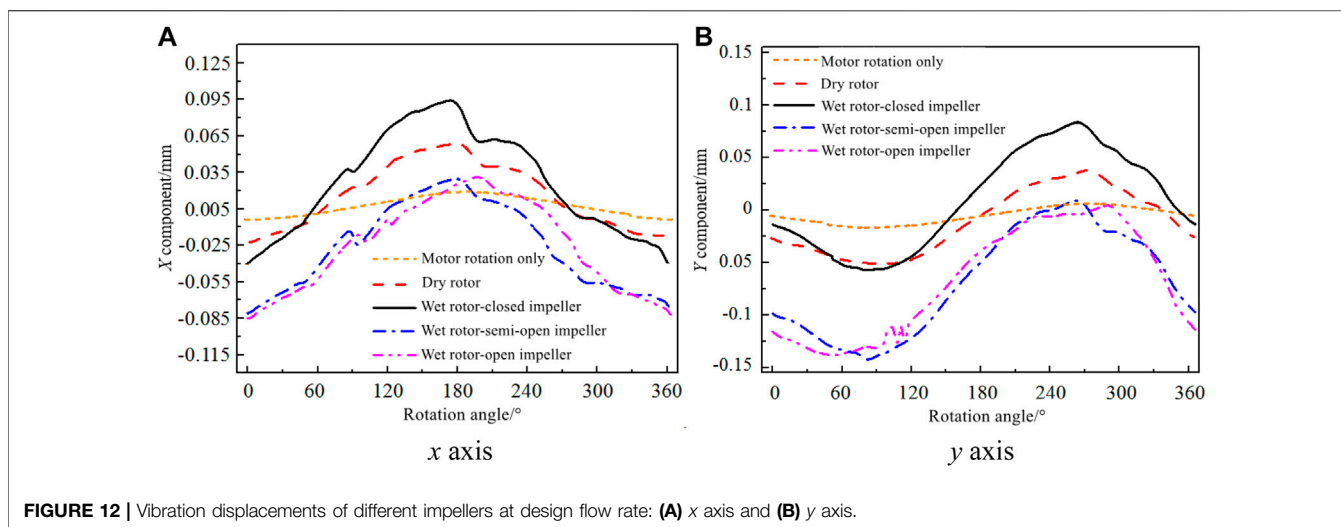 A
X component/mm
0.125
0.095
0.065
0.035
0.005
-0.025
-0.055
-0.085
-0.115
Motor rotation only
Dry rotor
Wet rotor-closed impeller
Wet rotor-semi-open impeller
Wet rotor-open impeller
0 60 120 180 240 300 360
Rotation angle/°
x axis
B
Y component/mm
0.15
0.1
0.05
0
0.05
-0.1
-0.15
Motor rotation only
Dry rotor
Wet rotor-closed impeller
Wet rotor-semi-open impeller
Wet rotor-open impeller
0 60 120 180 240 300 360
Rotation angle/°
y axis
FIGURE 12 | Vibration displacements of different impellers at design flow rate: (A) x axis and (B) y axis.